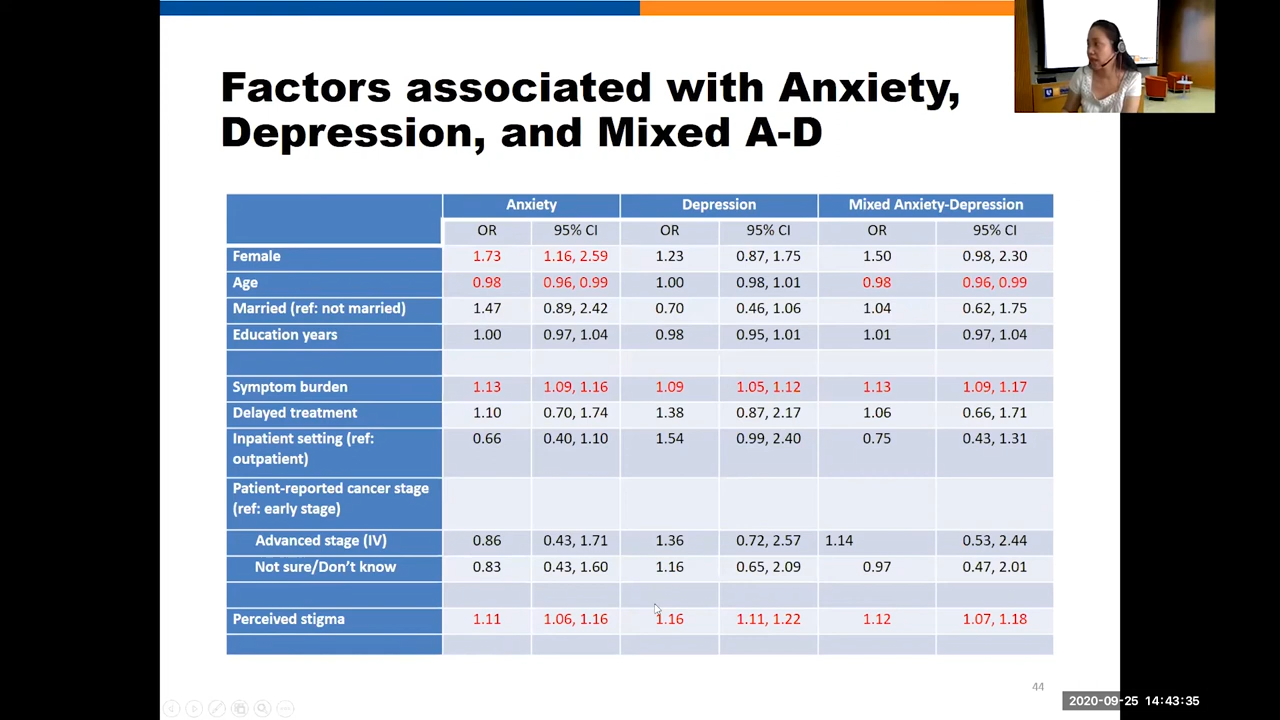 Factors associated with Anxiety,
Depression, and Mixed A-D
Anxiety Depression Mixed Anxiety-Depression
OR 95% CI OR 95% CI OR 95% CI
Female 1.73 1.16, 2.59 1.23 0.87, 1.75 1.50 0.98, 2.30
Age 0.98 0.96, 0.99 1.00 0.98, 1.01 0.98 0.96, 0.99
Married (ref: not married) 1.47 0.89, 2.42 0.70 0.46, 1.06 1.04 0.62, 1.75
Education years 1.00 0.97, 1.04 0.98 0.95, 1.01 1.01 0.97, 1.04
Symptom burden 1.13 1.09, 1.16 1.09 1.05, 1.12 1.13 1.09, 1.17
Delayed treatment 1.10 0.70, 1.74 1.38 0.87, 2.17 1.06 0.66, 1.71
Inpatient setting (ref: 0.66 0.40, 1.10 1.54 0.99, 2.40 0.75 0.43, 1.31
outpatient)
Patient-reported cancer stage
(ref: early stage)
Advanced stage (IV) 0.86 0.43, 1.71 1.36 0.72, 2.57 1.14 0.53, 2.44
Not sure/Don’t know 0.83 0.43, 1.60 1.16 0.65, 2.09 0.97 0.47, 2.01
Perceived stigma 1.11 1.06, 1.16 1.16 1.11, 1.22 1.12 1.07, 1.18
44
2020-09-25 14:43:35